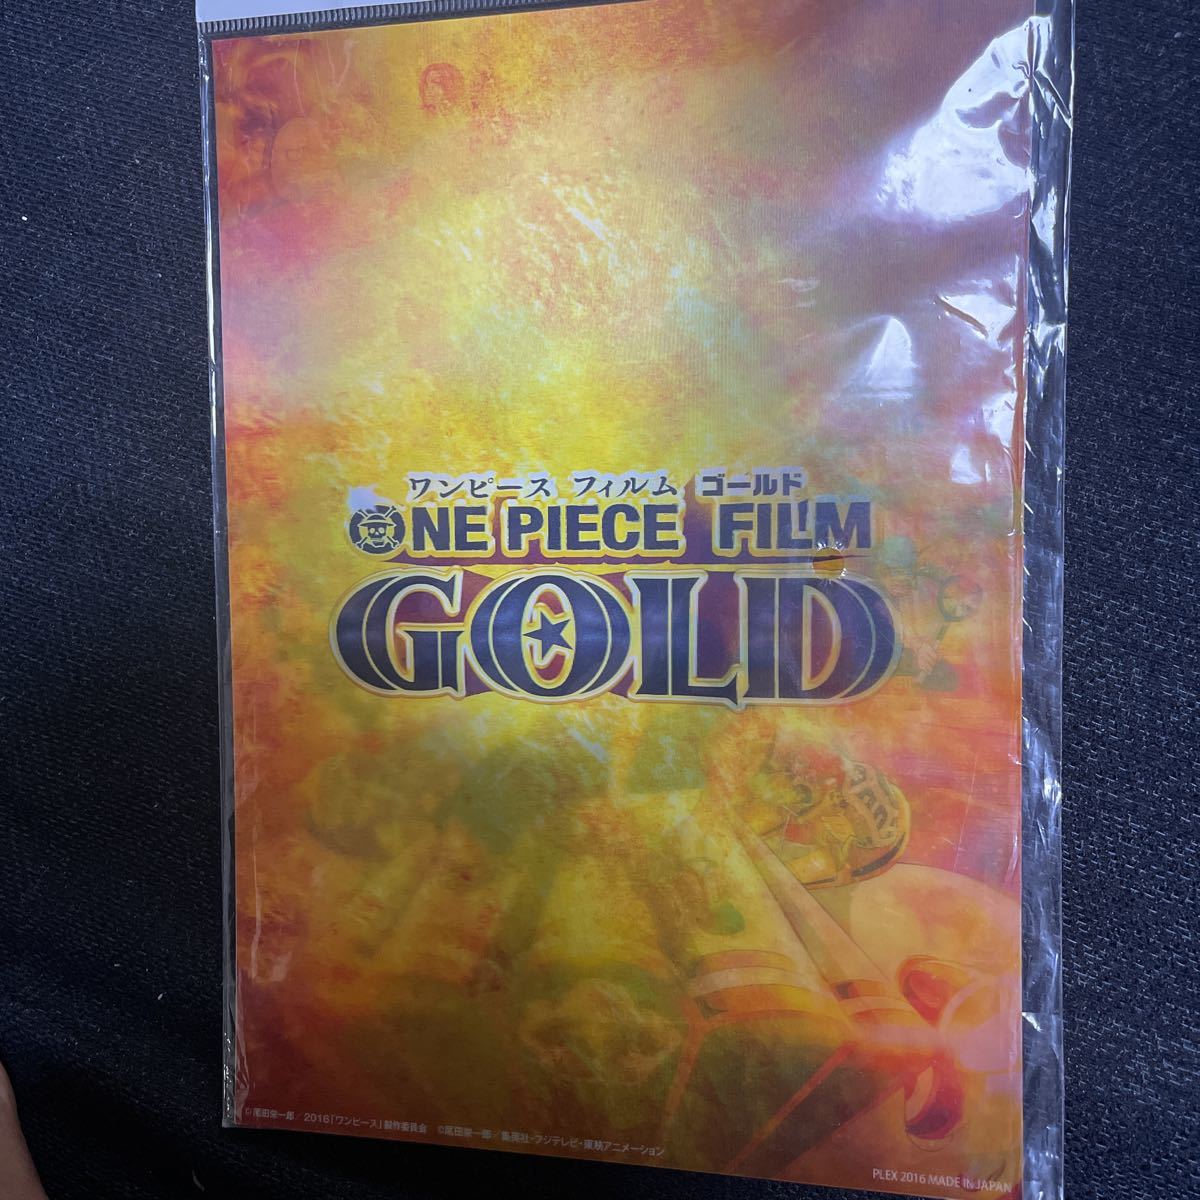 ワンピース フィルム ゴールド
ONE PIECE FILM
GOLD
©尾田栄一郎／2016「ワンピース」製作委員会 ©尾田栄一郎／集英社・フジテレビ・東映アニメーション
PLEX 2016 MADE IN JAPAN